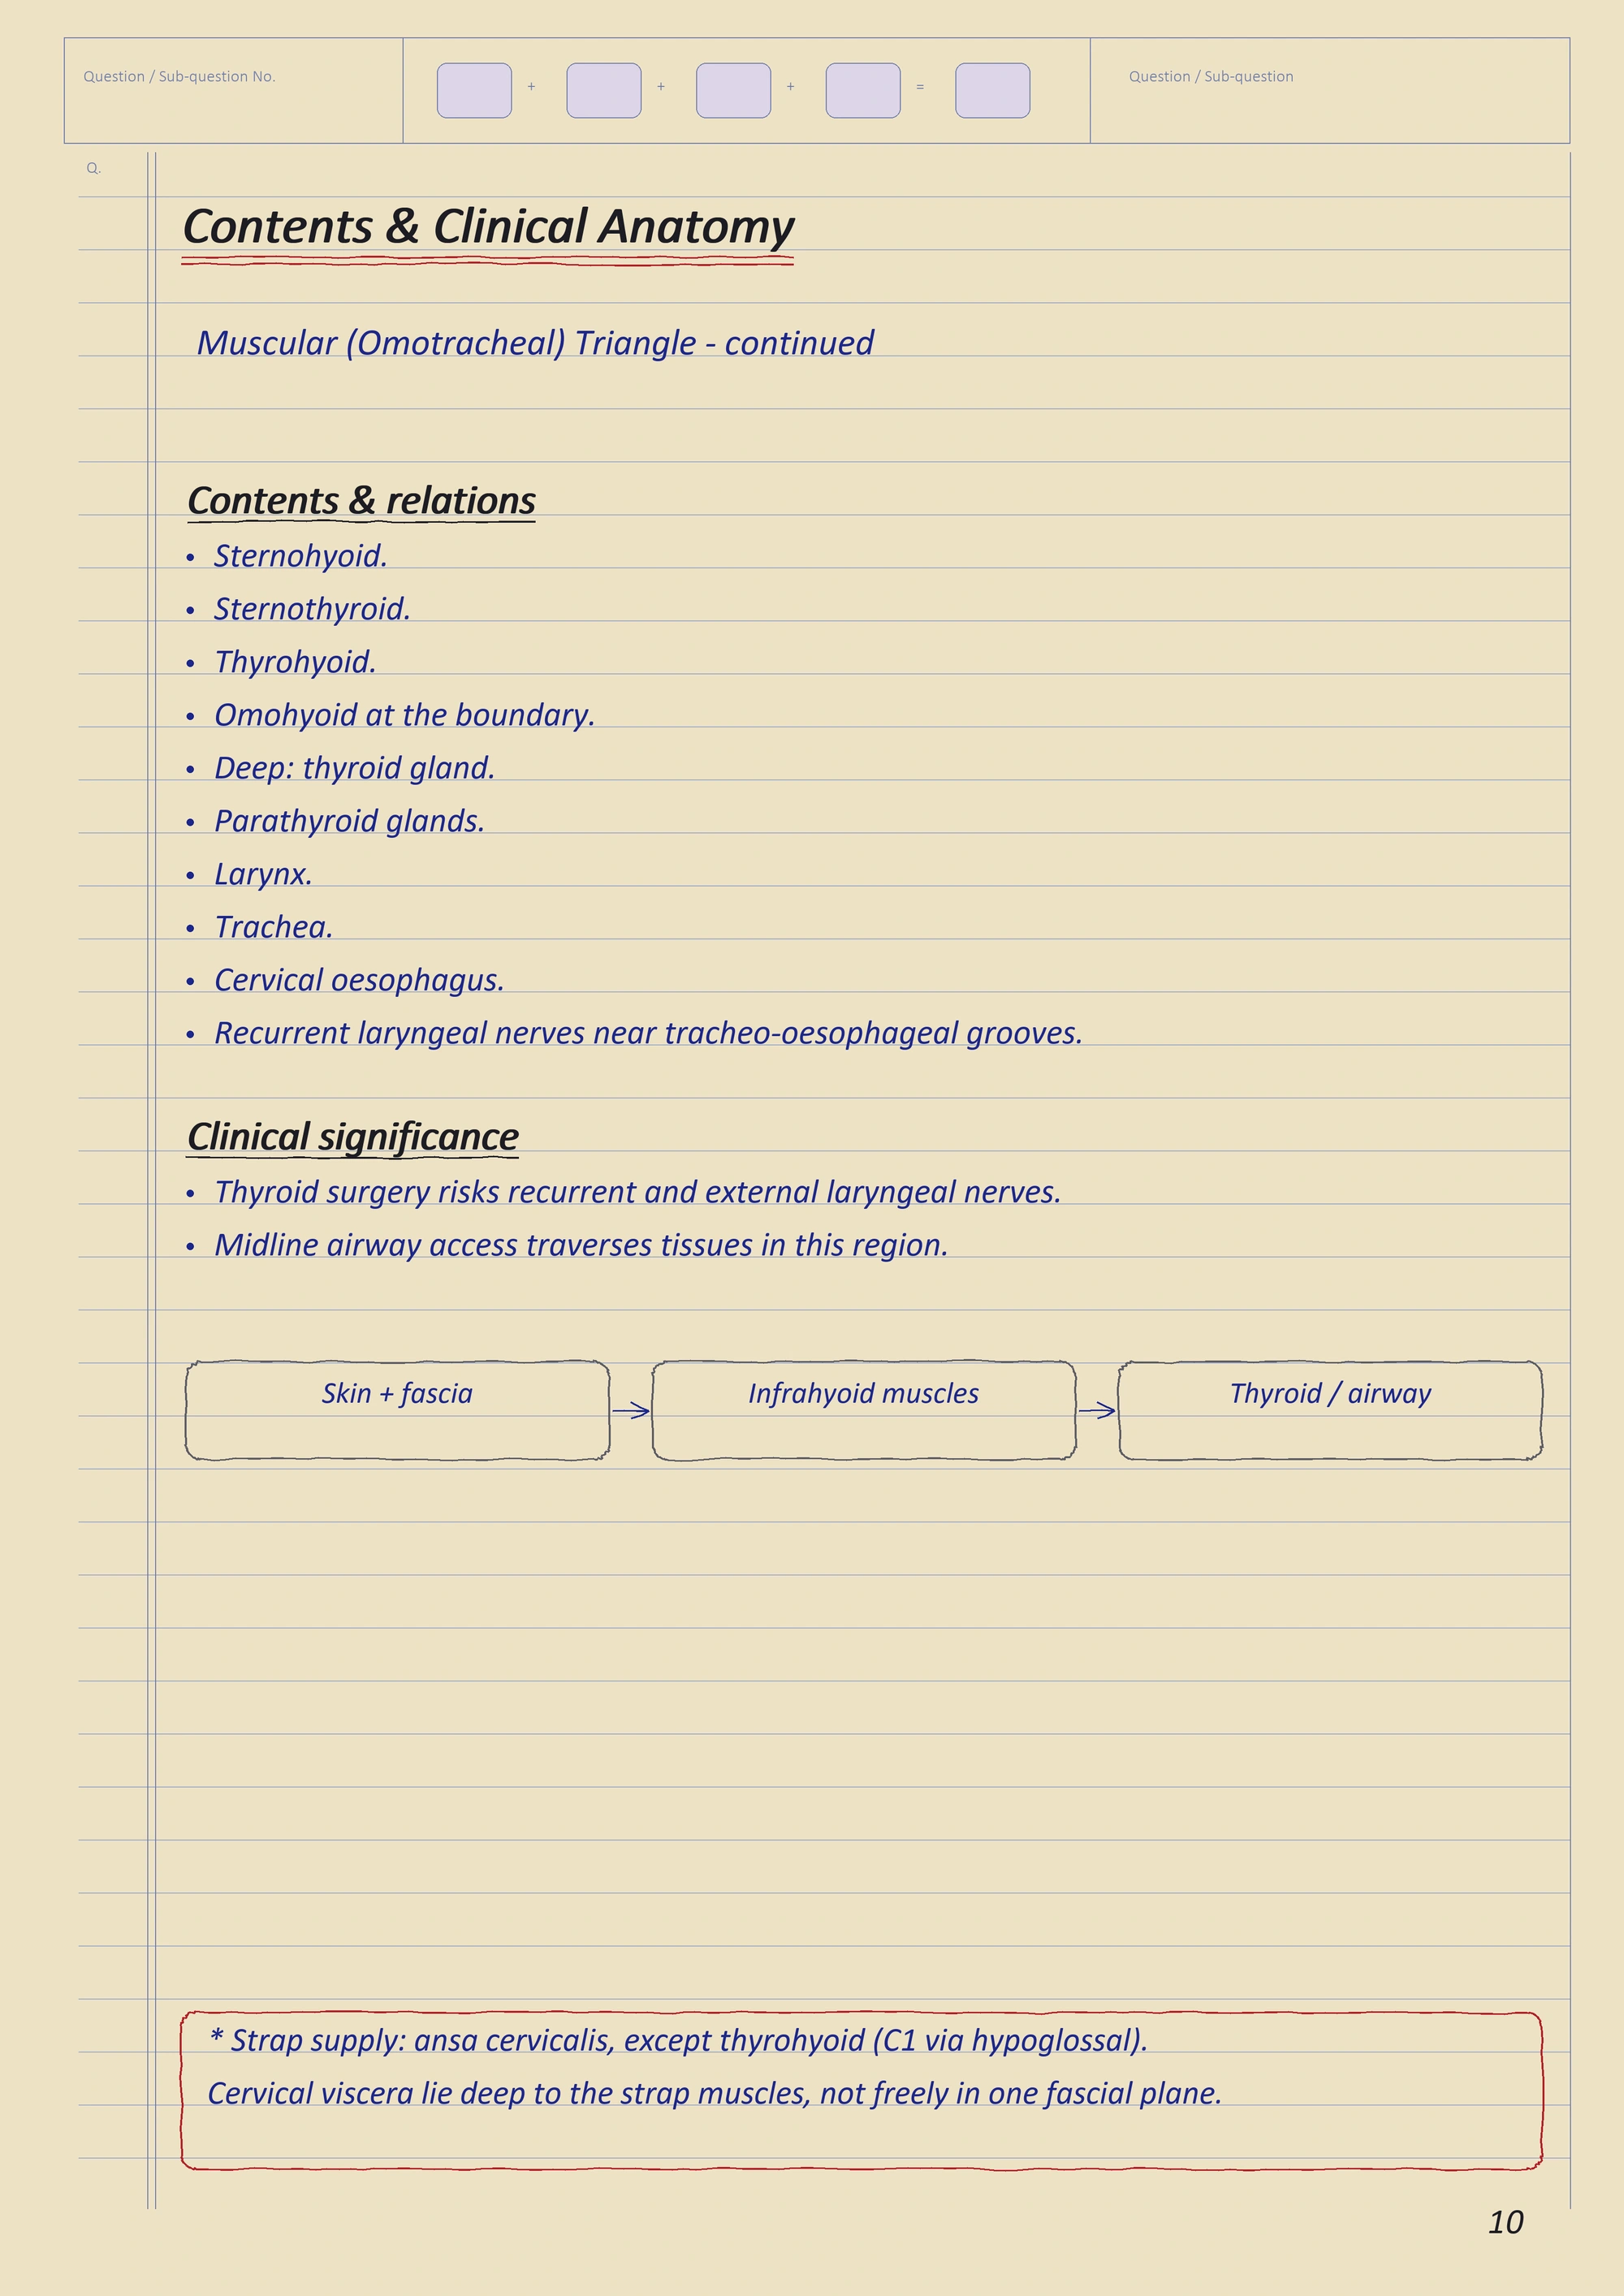 Question / Sub-question No.
+ + + =
Question / Sub-question
Q.
Contents & Clinical Anatomy
Muscular (Omotracheal) Triangle - continued
Contents & relations
• Sternohyoid.
• Sternothyroid.
• Thyrohyoid.
• Omohyoid at the boundary.
• Deep: thyroid gland.
• Parathyroid glands.
• Larynx.
• Trachea.
• Cervical oesophagus.
• Recurrent laryngeal nerves near tracheo-oesophageal grooves.
Clinical significance
• Thyroid surgery risks recurrent and external laryngeal nerves.
• Midline airway access traverses tissues in this region.
Skin + fascia
Infrahyoid muscles
Thyroid / airway
* Strap supply: ansa cervicalis, except thyrohyoid (C1 via hypoglossal).
Cervical viscera lie deep to the strap muscles, not freely in one fascial plane.
10